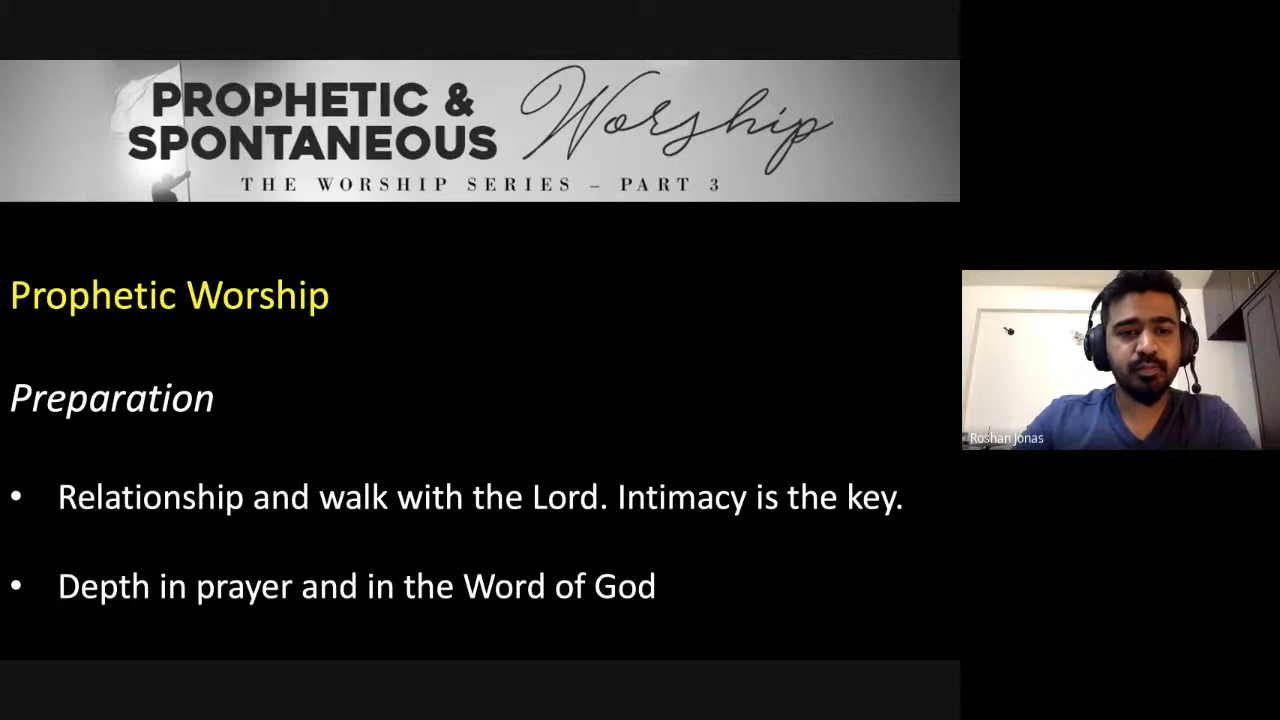 PROPHETIC &
SPONTANEOUS
Worship
THE WORSHIP SERIES – PART 3
Prophetic Worship
Preparation
• Relationship and walk with the Lord. Intimacy is the key.
• Depth in prayer and in the Word of God
Roshan Jonas